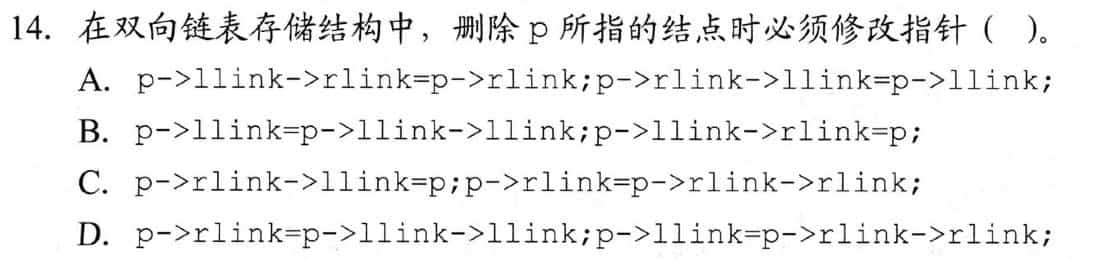 14. 在双向链表存储结构中，删除 p 所指的结点时必须修改指针（  ）。
A. p->llink->rlink=p->rlink;p->rlink->llink=p->llink;
B. p->llink=p->llink->llink;p->llink->rlink=p;
C. p->rlink->llink=p;p->rlink=p->rlink->rlink;
D. p->rlink=p->llink->llink;p->llink=p->rlink->rlink;